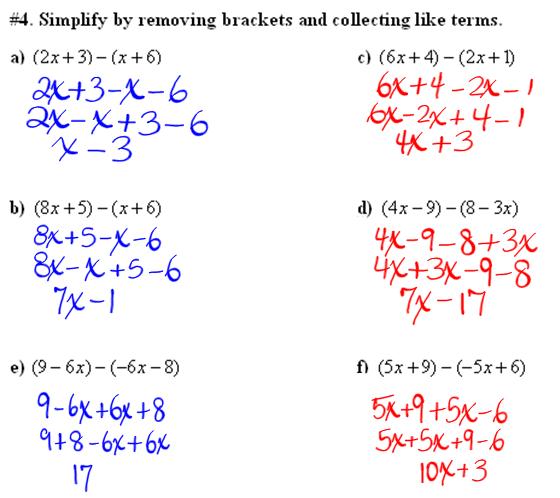 #4. Simplify by removing brackets and collecting like terms.
a) (2x+3)–(x+6)
2x+3-x-6
2x-x+3-6
x-3
c) (6x+4)–(2x+1)
6x+4-2x-1
6x-2x+4-1
4x+3
b) (8x+5)–(x+6)
8x+5-x-6
8x-x+5-6
7x-1
d) (4x–9)–(8–3x)
4x-9-8+3x
4x+3x-9-8
7x-17
e) (9–6x)–(–6x–8)
9-6x+6x+8
9+8-6x+6x
17
f) (5x+9)–(–5x+6)
5x+9+5x-6
5x+5x+9-6
10x+3